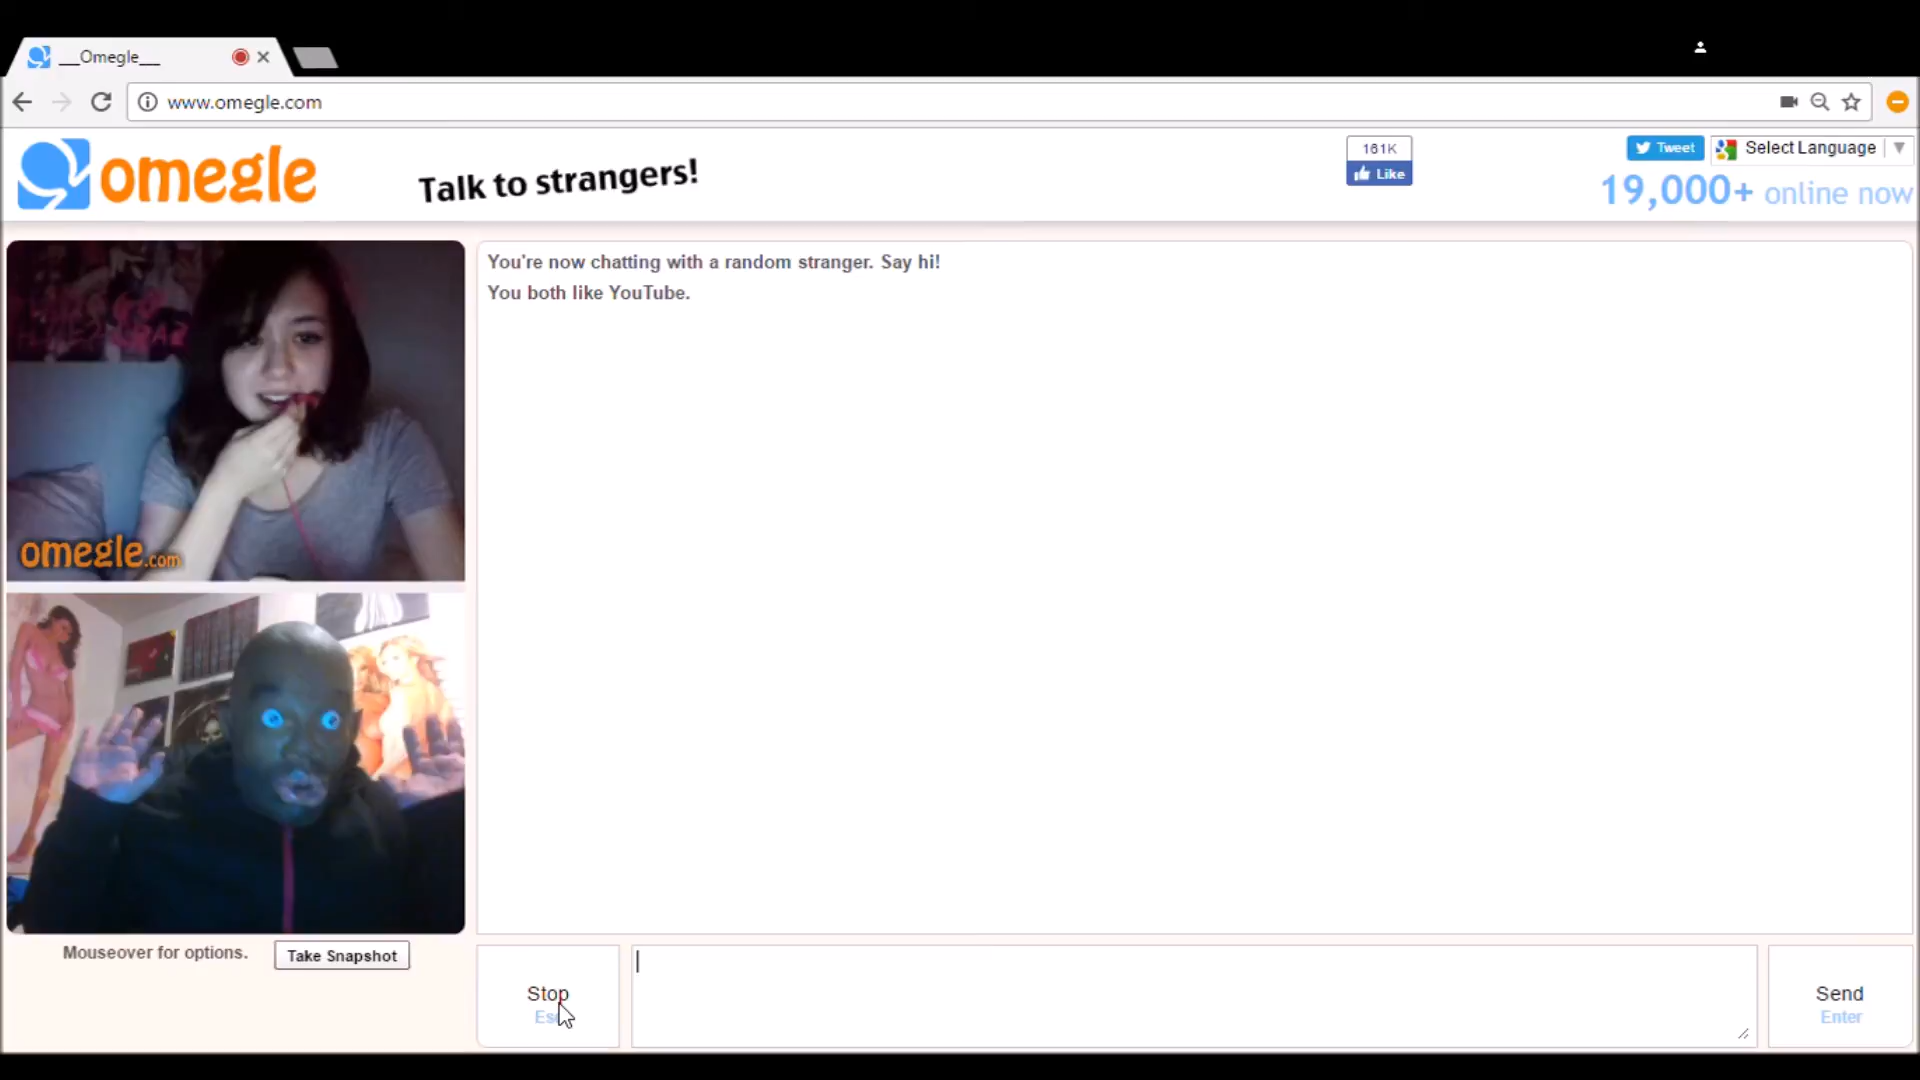 __Omegle__
www.omegle.com
omegle
Talk to strangers!
161K
Like
Tweet
Select Language
19,000+ online now
You're now chatting with a random stranger. Say hi!
You both like YouTube.
omegle.com
Mouseover for options.
Take Snapshot
Stop
Send
Enter